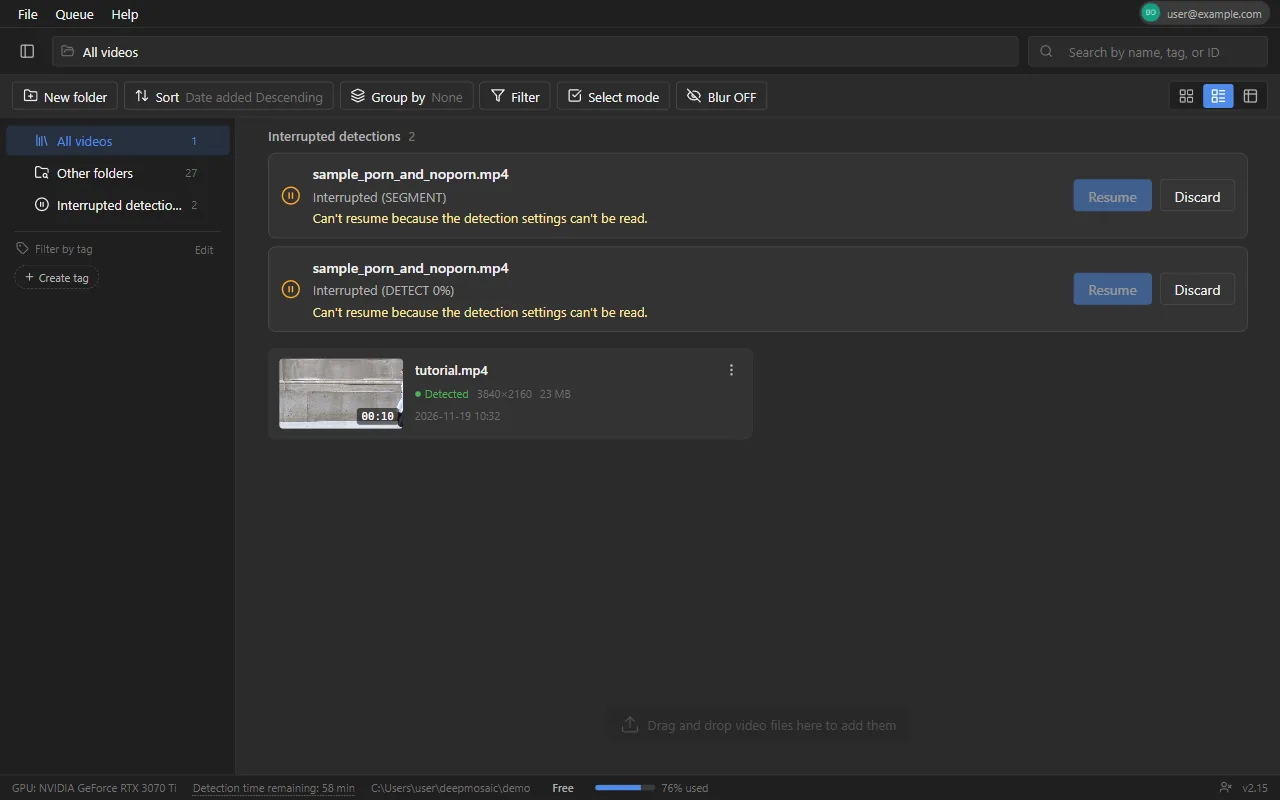 File Queue Help
BO user@example.com
All videos
Search by name, tag, or ID
New folder
Sort Date added Descending
Group by None
Filter
Select mode
Blur OFF
All videos 1
Other folders 27
Interrupted detectio... 2
Filter by tag Edit
+ Create tag
Interrupted detections 2
sample_porn_and_noporn.mp4
Interrupted (SEGMENT)
Can't resume because the detection settings can't be read.
Resume Discard
sample_porn_and_noporn.mp4
Interrupted (DETECT 0%)
Can't resume because the detection settings can't be read.
Resume Discard
00:10
tutorial.mp4
Detected 3840×2160 23 MB
2026-11-19 10:32
Drag and drop video files here to add them
GPU: NVIDIA GeForce RTX 3070 Ti Detection time remaining: 58 min C:\Users\user\deepmosaic\demo Free 76% used v2.15